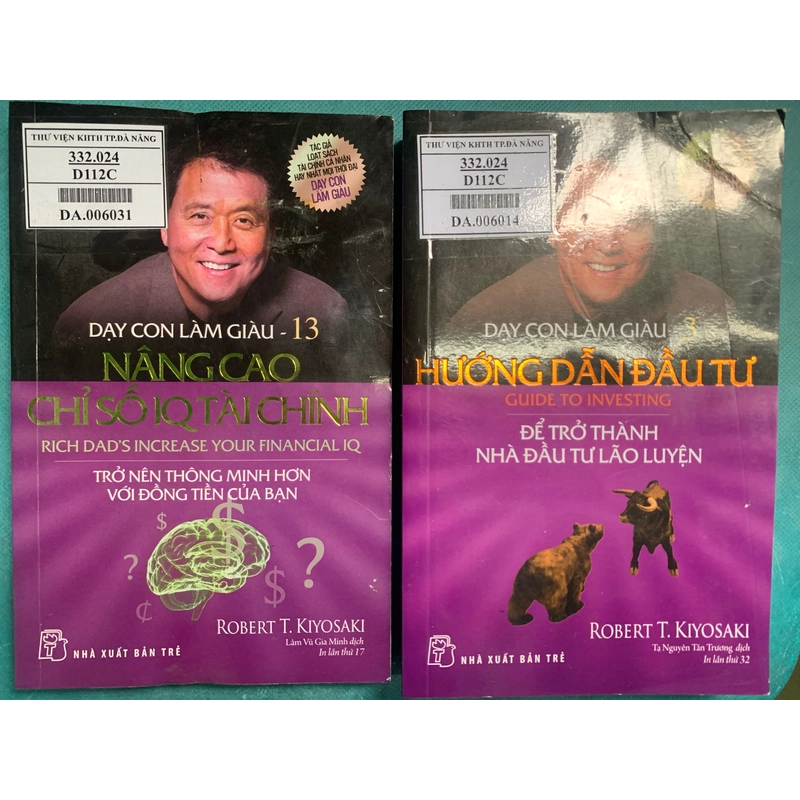 THƯ VIỆN KHTH TP.ĐÀ NẴNG
332.024
D112C
DA.006031
TÁC GIẢ
LOẠT SÁCH
TÀI CHÍNH CÁ NHÂN
HAY NHẤT MỌI THỜI ĐẠI
DẠY CON
LÀM GIÀU
DẠY CON LÀM GIÀU - 13
NÂNG CAO
CHỈ SỐ IQ TÀI CHÍNH
RICH DAD'S INCREASE YOUR FINANCIAL IQ
TRỞ NÊN THÔNG MINH HƠN
VỚI ĐỒNG TIỀN CỦA BẠN
$ $ $ ? ? ¢
ROBERT T. KIYOSAKI
Lâm Vũ Gia Minh dịch
In lần thứ 17
NHÀ XUẤT BẢN TRẺ
THƯ VIỆN KHTH TP.ĐÀ NẴNG
332.024
D112C
DA.006014
DẠY CON LÀM GIÀU - 3
HƯỚNG DẪN ĐẦU TƯ
GUIDE TO INVESTING
ĐỂ TRỞ THÀNH
NHÀ ĐẦU TƯ LÃO LUYỆN
ROBERT T. KIYOSAKI
Tạ Nguyễn Tấn Trương dịch
In lần thứ 32
NHÀ XUẤT BẢN TRẺ